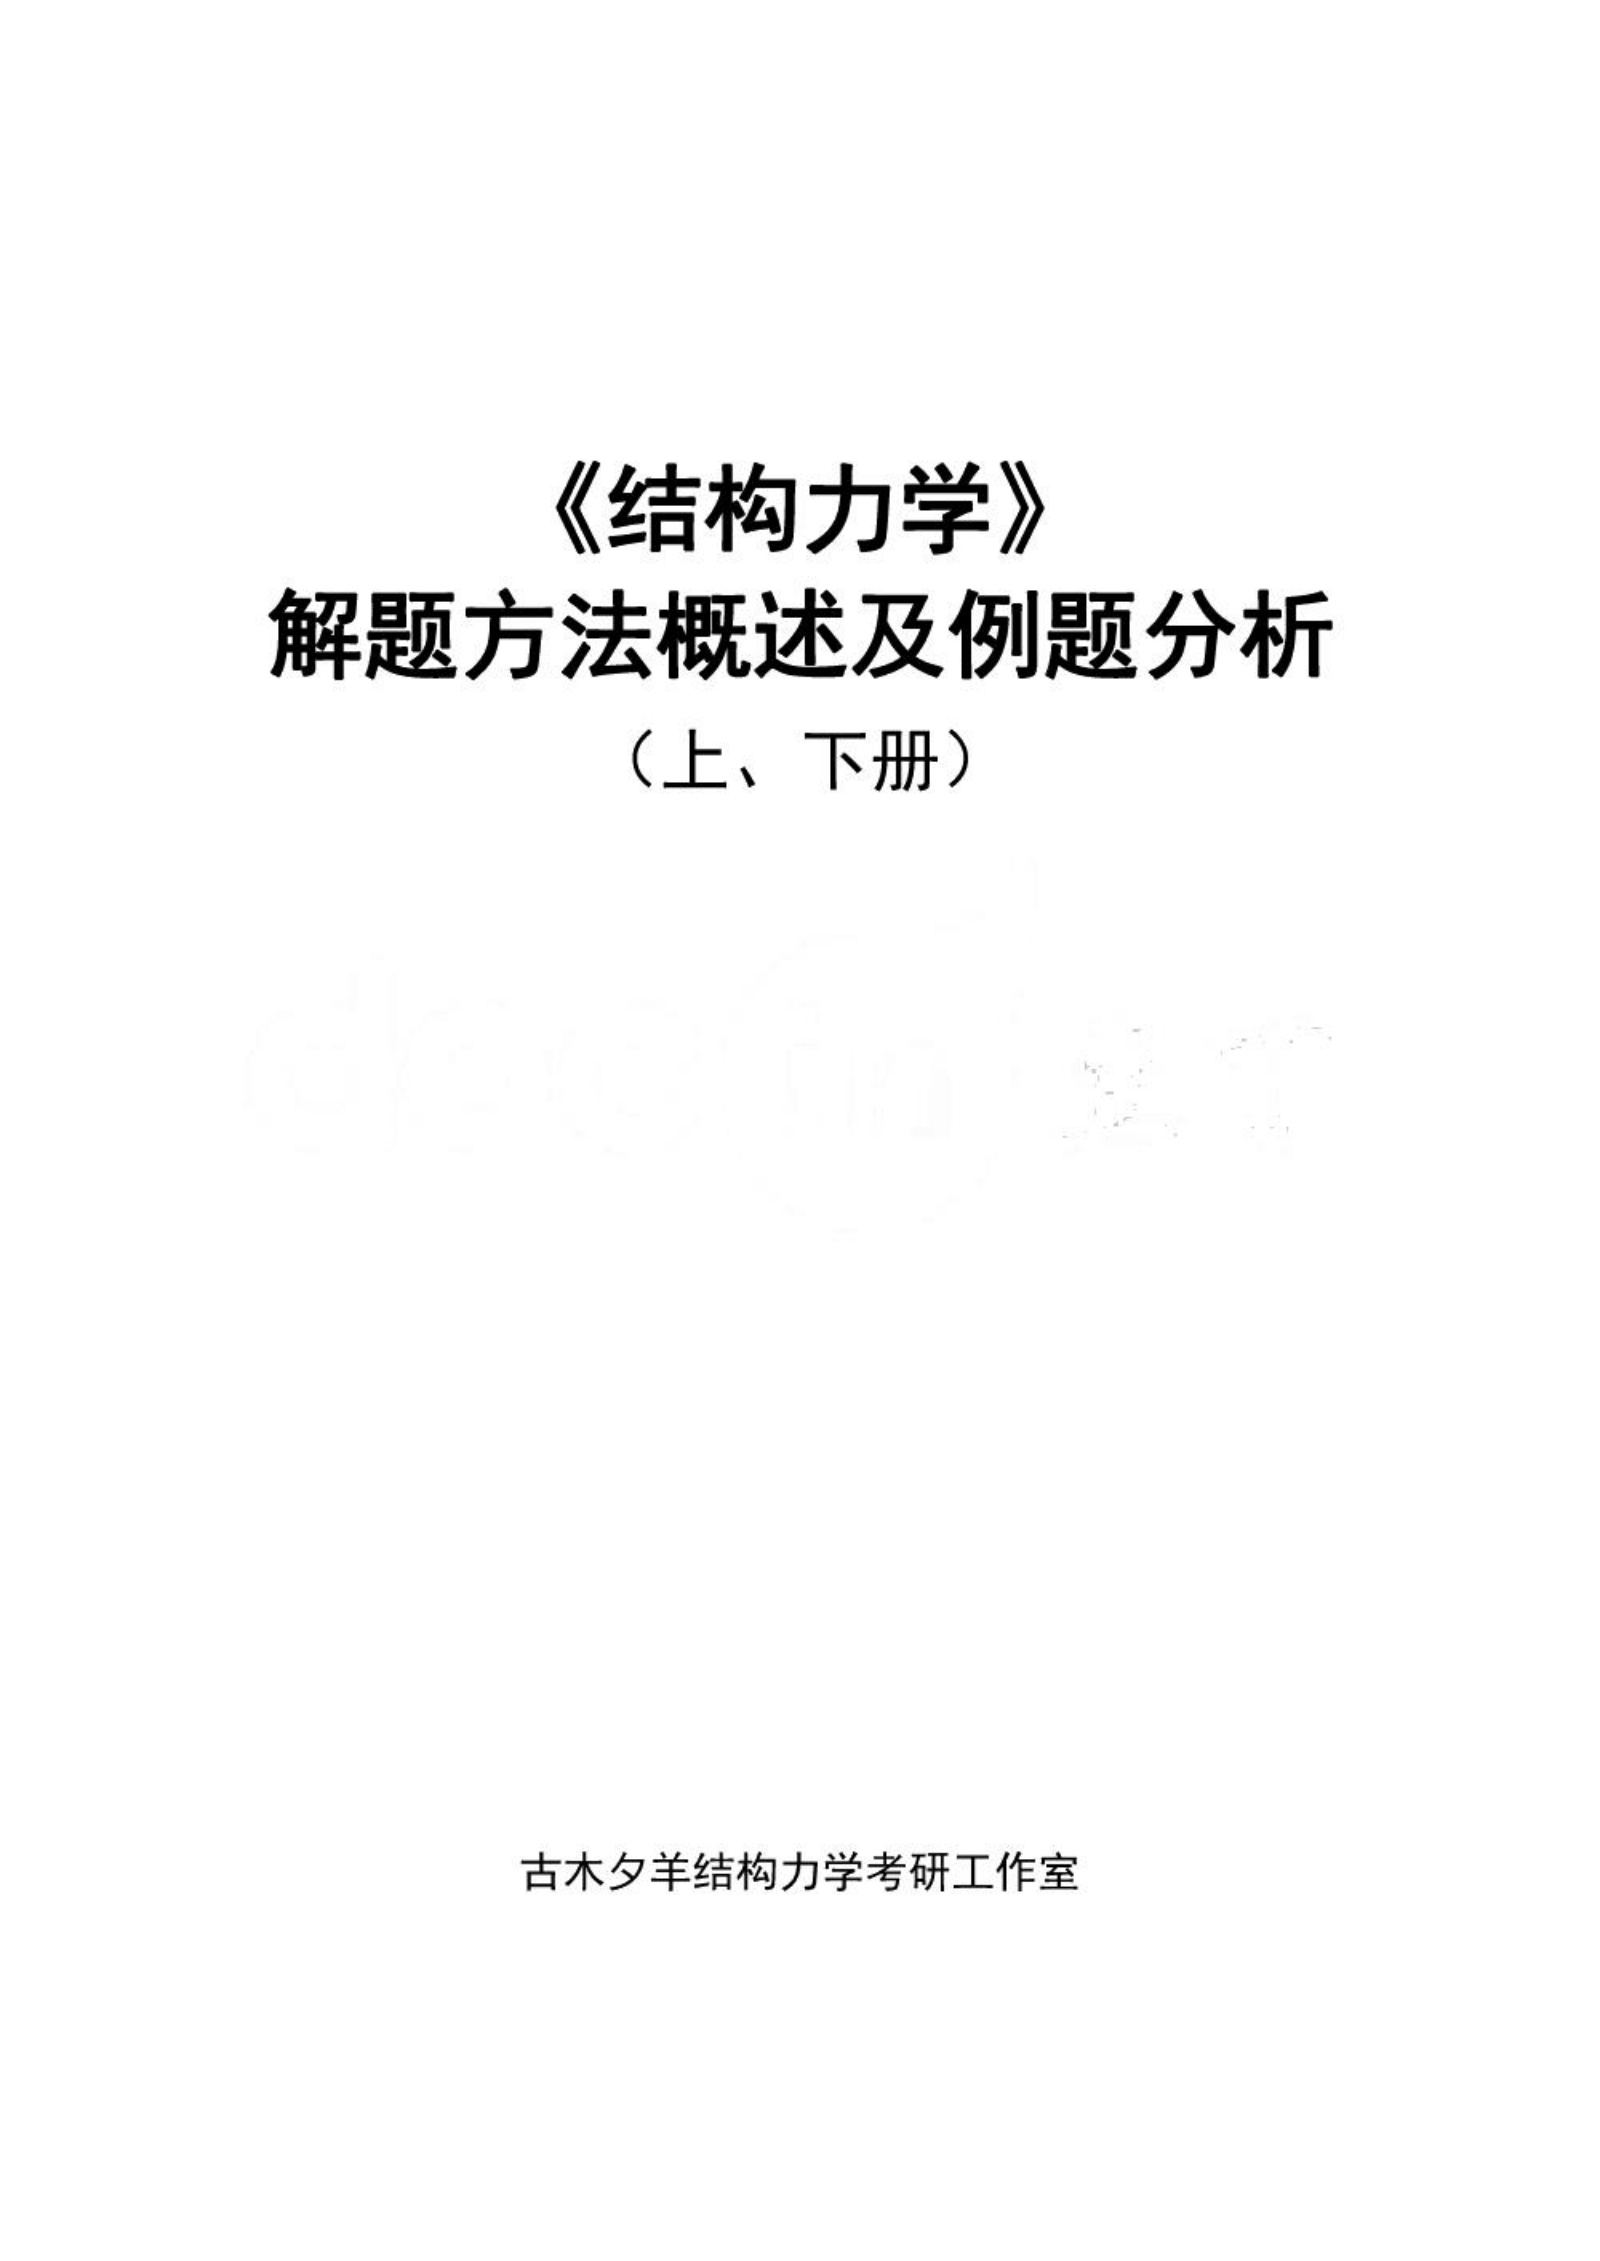 《结构力学》
解题方法概述及例题分析
（上、下册）
古木夕羊结构力学考研工作室